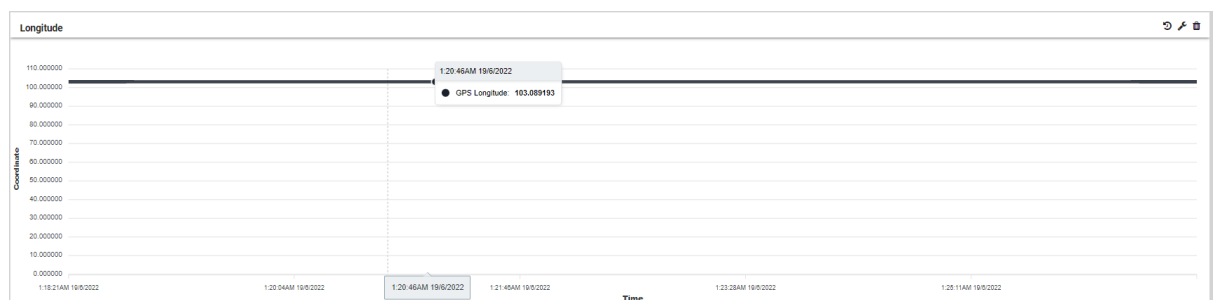 Longitude
110.000000
100.000000
90.000000
80.000000
70.000000
60.000000
50.000000
40.000000
30.000000
20.000000
10.000000
0.000000
Coordinate
1:20:46AM 19/6/2022
GPS Longitude: 103.089193
1:18:21AM 19/6/2022
1:20:04AM 19/6/2022
1:20:46AM 19/6/2022
1:21:46AM 19/6/2022
1:23:28AM 19/6/2022
1:25:11AM 19/6/2022
Time